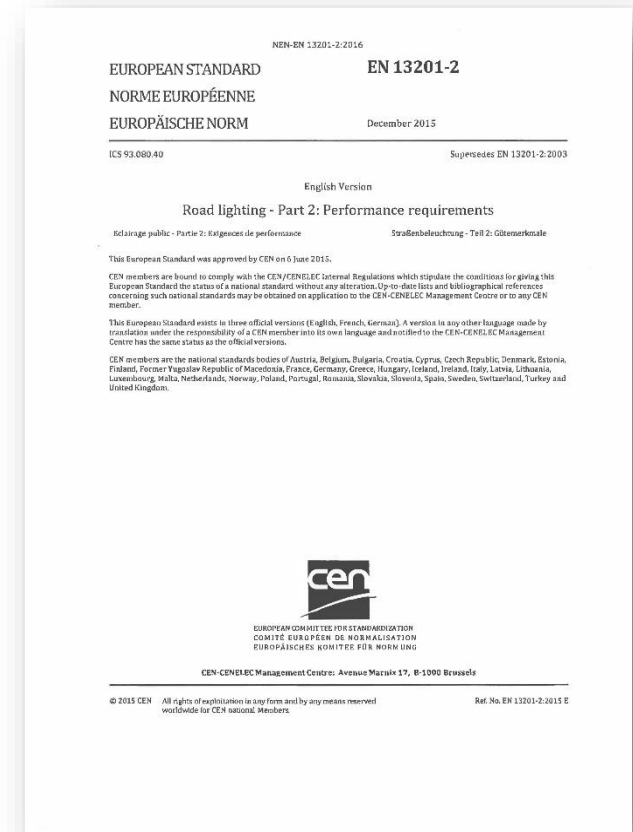 NEN-EN 13201-2:2016
EUROPEAN STANDARD
EN 13201-2
NORME EUROPÉENNE
EUROPÄISCHE NORM
December 2015
ICS 93.080.40
Supersedes EN 13201-2:2003
English Version
Road lighting - Part 2: Performance requirements
Eclairage public - Partie 2: Exigences de performance
Straßenbeleuchtung - Teil 2: Gütemerkmale
This European Standard was approved by CEN on 6 June 2015.
CEN members are bound to comply with the CEN/CENELEC Internal Regulations which stipulate the conditions for giving this
European Standard the status of a national standard without any alteration. Up-to-date lists and bibliographical references
concerning such national standards may be obtained on application to the CEN-CENELEC Management Centre or to any CEN
member.
This European Standard exists in three official versions (English, French, German). A version in any other language made by
translation under the responsibility of a CEN member into its own language and notified to the CEN-CENELEC Management
Centre has the same status as the official versions.
CEN members are the national standards bodies of Austria, Belgium, Bulgaria, Croatia, Cyprus, Czech Republic, Denmark, Estonia,
Finland, Former Yugoslav Republic of Macedonia, France, Germany, Greece, Hungary, Iceland, Ireland, Italy, Latvia, Lithuania,
Luxembourg, Malta, Netherlands, Norway, Poland, Portugal, Romania, Slovakia, Slovenia, Spain, Sweden, Switzerland, Turkey and
United Kingdom.
cen
EUROPEAN COMMITTEE FOR STANDARDIZATION
COMITÉ EUROPÉEN DE NORMALISATION
EUROPÄISCHES KOMITEE FÜR NORMUNG
CEN-CENELEC Management Centre: Avenue Marnix 17, B-1000 Brussels
© 2015 CEN All rights of exploitation in any form and by any means reserved
worldwide for CEN national Members.
Ref. No. EN 13201-2:2015 E